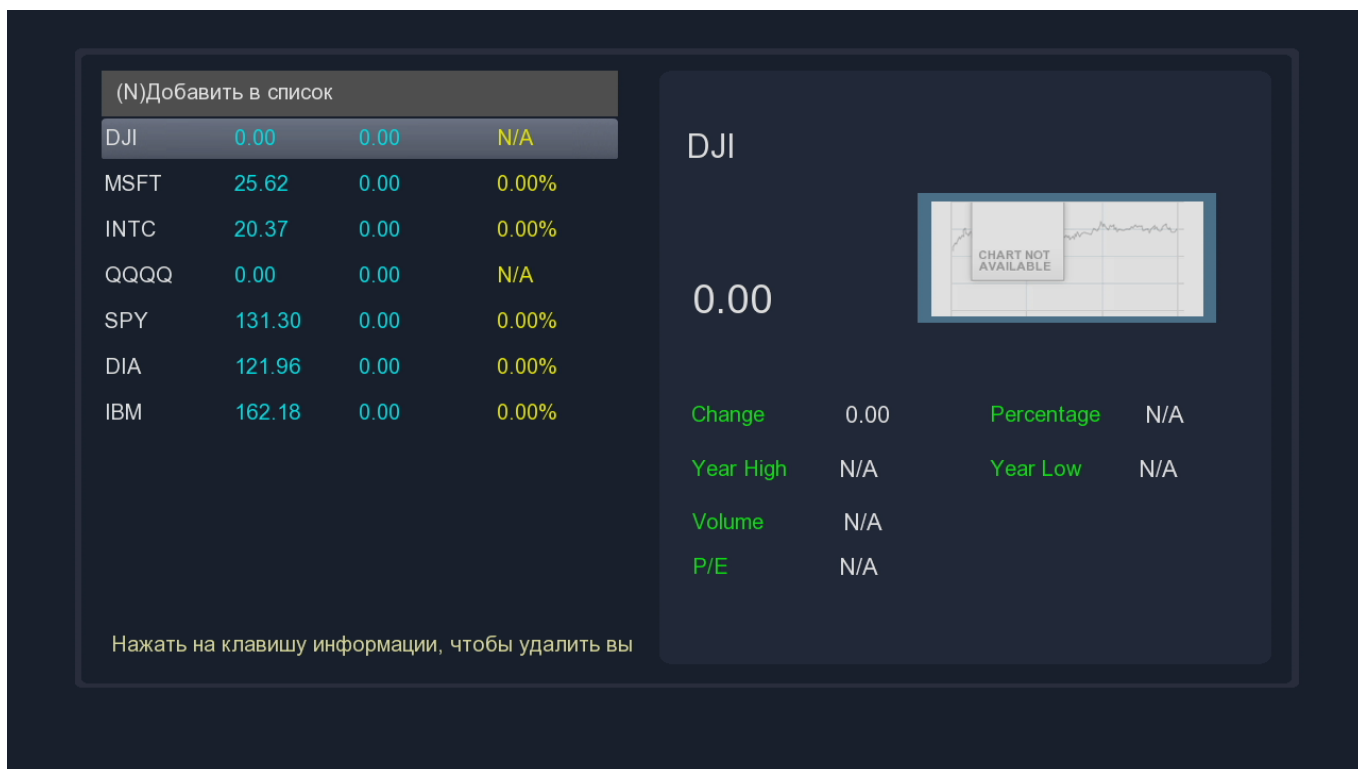 (N)Добавить в список
DJI 0.00 0.00 N/A
MSFT 25.62 0.00 0.00%
INTC 20.37 0.00 0.00%
QQQQ 0.00 0.00 N/A
SPY 131.30 0.00 0.00%
DIA 121.96 0.00 0.00%
IBM 162.18 0.00 0.00%
Нажать на клавишу информации, чтобы удалить вы
DJI
0.00
CHART NOT
AVAILABLE
Change 0.00 Percentage N/A
Year High N/A Year Low N/A
Volume N/A
P/E N/A